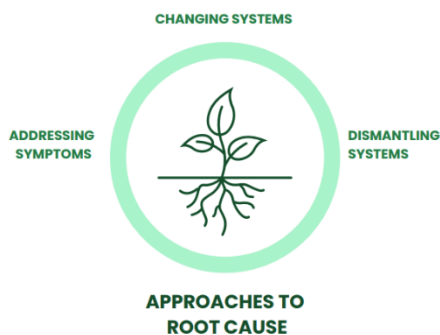 CHANGING SYSTEMS
ADDRESSING
SYMPTOMS
DISMANTLING
SYSTEMS
APPROACHES TO
ROOT CAUSE